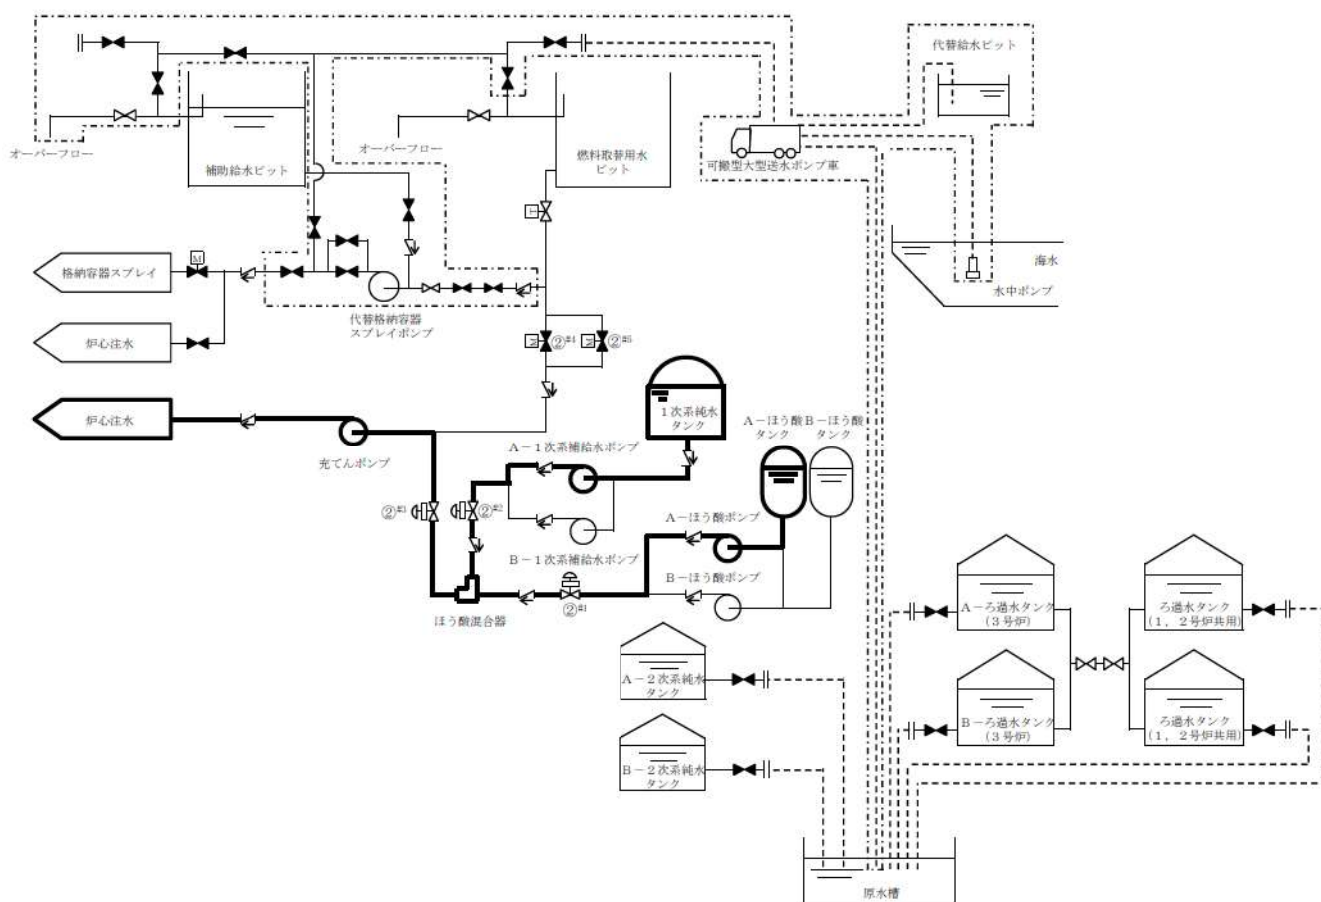 代替給水ピット
オーバーフロー
オーバーフロー
補助給水ピット
燃料取替用水
ピット
可搬型大型送水ポンプ車
格納容器スプレイ
M
海水
水中ポンプ
代替格納容器
スプレイポンプ
炉心注水
②#4
②#5
炉心注水
充てんポンプ
1次系純水
タンク
A-ほう酸
タンク
B-ほう酸
タンク
A-1次系補給水ポンプ
②#3
②#2
A-ほう酸ポンプ
B-1次系補給水ポンプ
B-ほう酸ポンプ
②#1
ほう酸混合器
A-ろ過水タンク
(3号炉)
ろ過水タンク
(1,2号炉共用)
A-2次系純水
タンク
B-ろ過水タンク
(3号炉)
ろ過水タンク
(1,2号炉共用)
B-2次系純水
タンク
原水槽